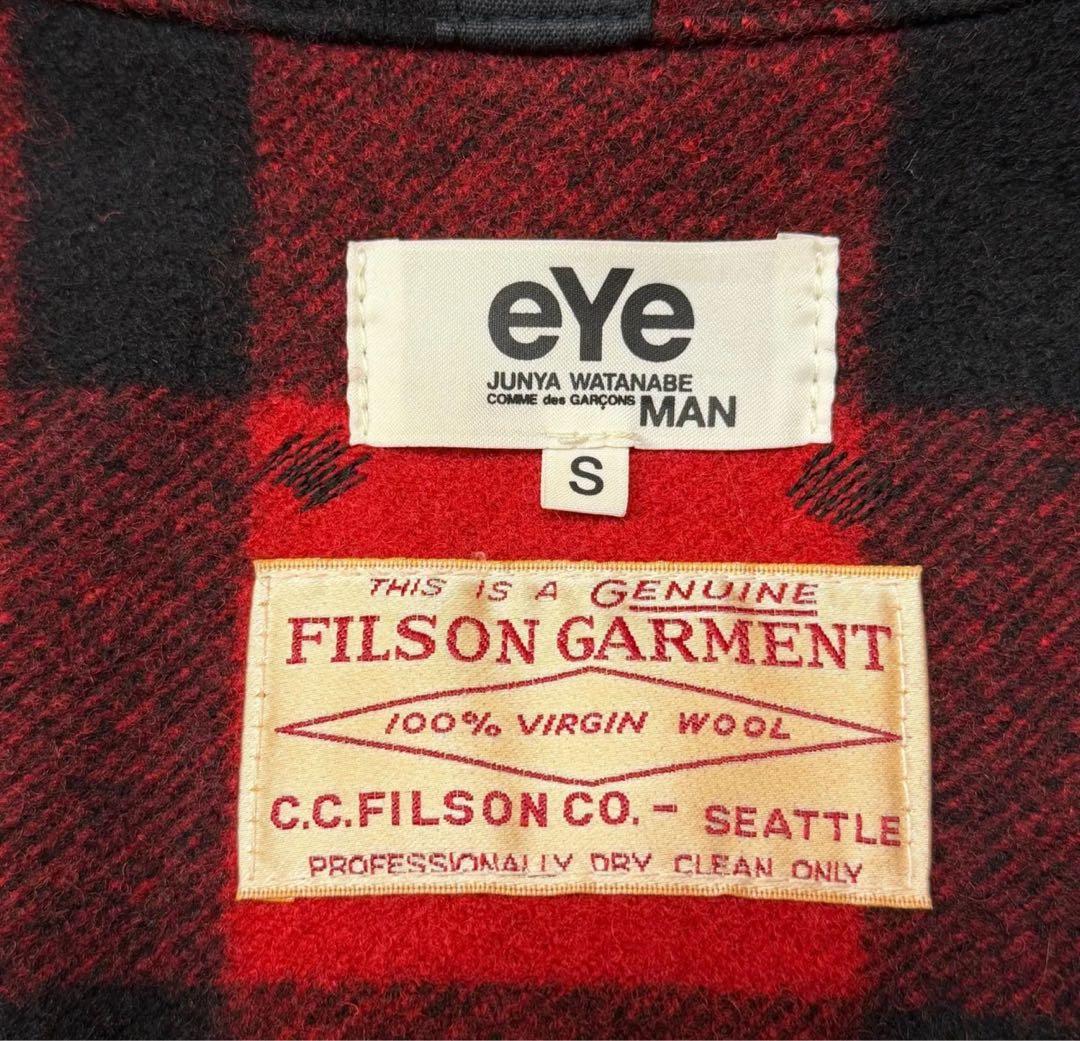 eYe
JUNYA WATANABE
COMME des GARÇONS MAN
S
THIS IS A GENUINE
FILSON GARMENT
100% VIRGIN WOOL
C.C.FILSON CO. - SEATTLE
PROFESSIONALLY DRY CLEAN ONLY